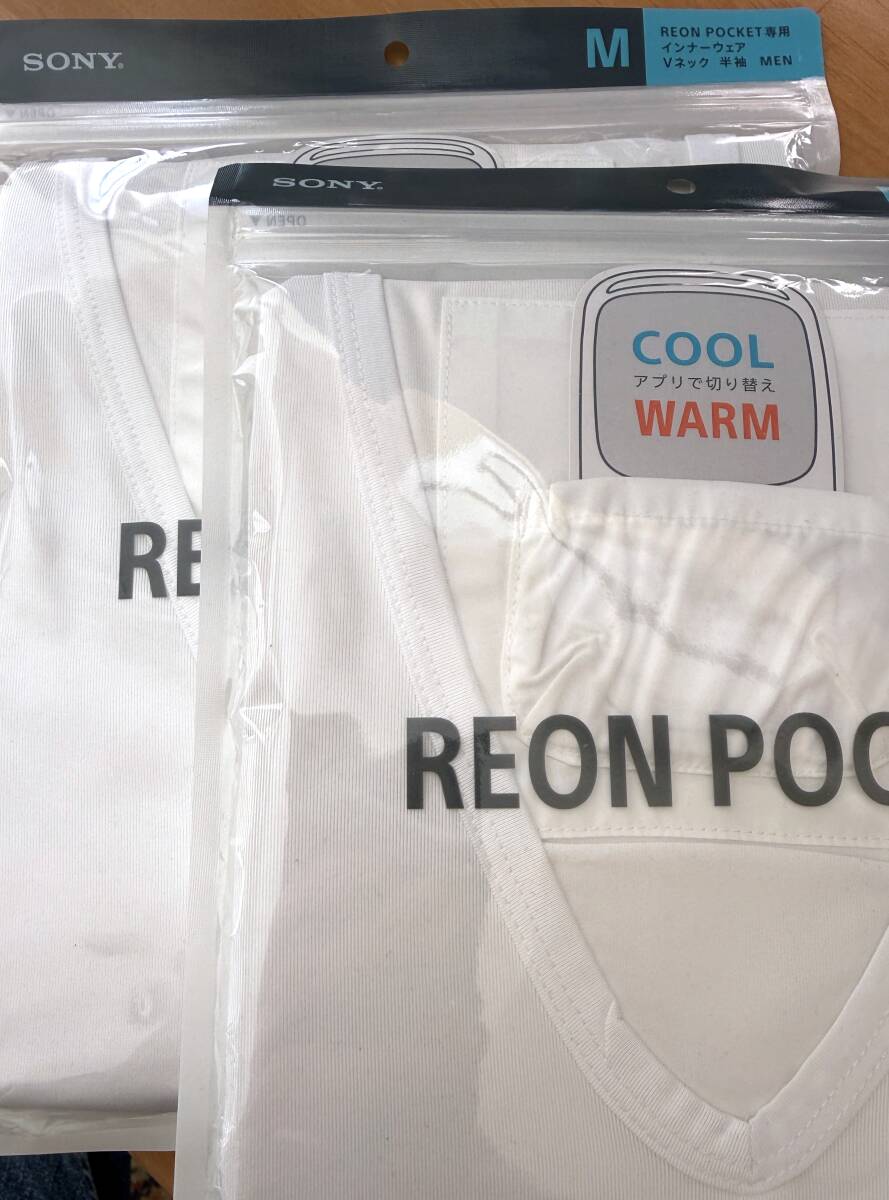 SONY®
M
REON POCKET専用
インナーウェア
Vネック 半袖 MEN
OPEN▼
SONY®
OPEN▼
COOL
アプリで切り替え
WARM
RE
REON POC